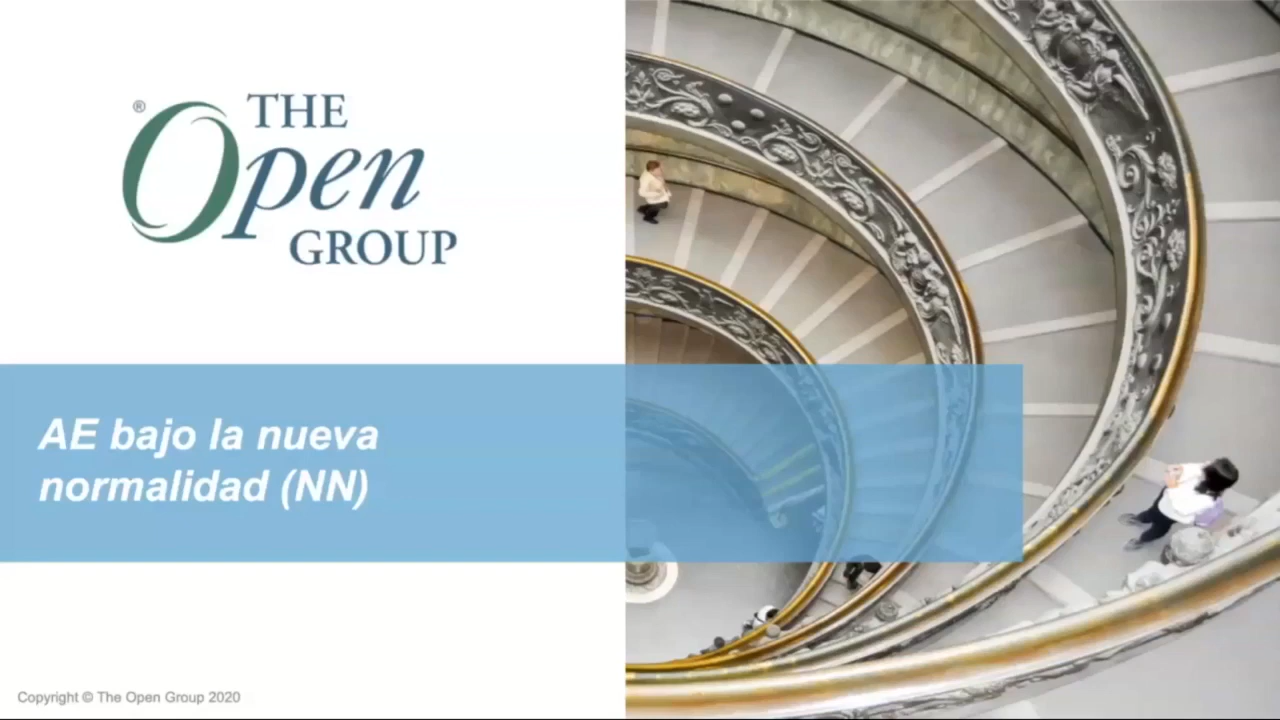 ®
THE
Open
GROUP
AE bajo la nueva
normalidad (NN)
Copyright © The Open Group 2020